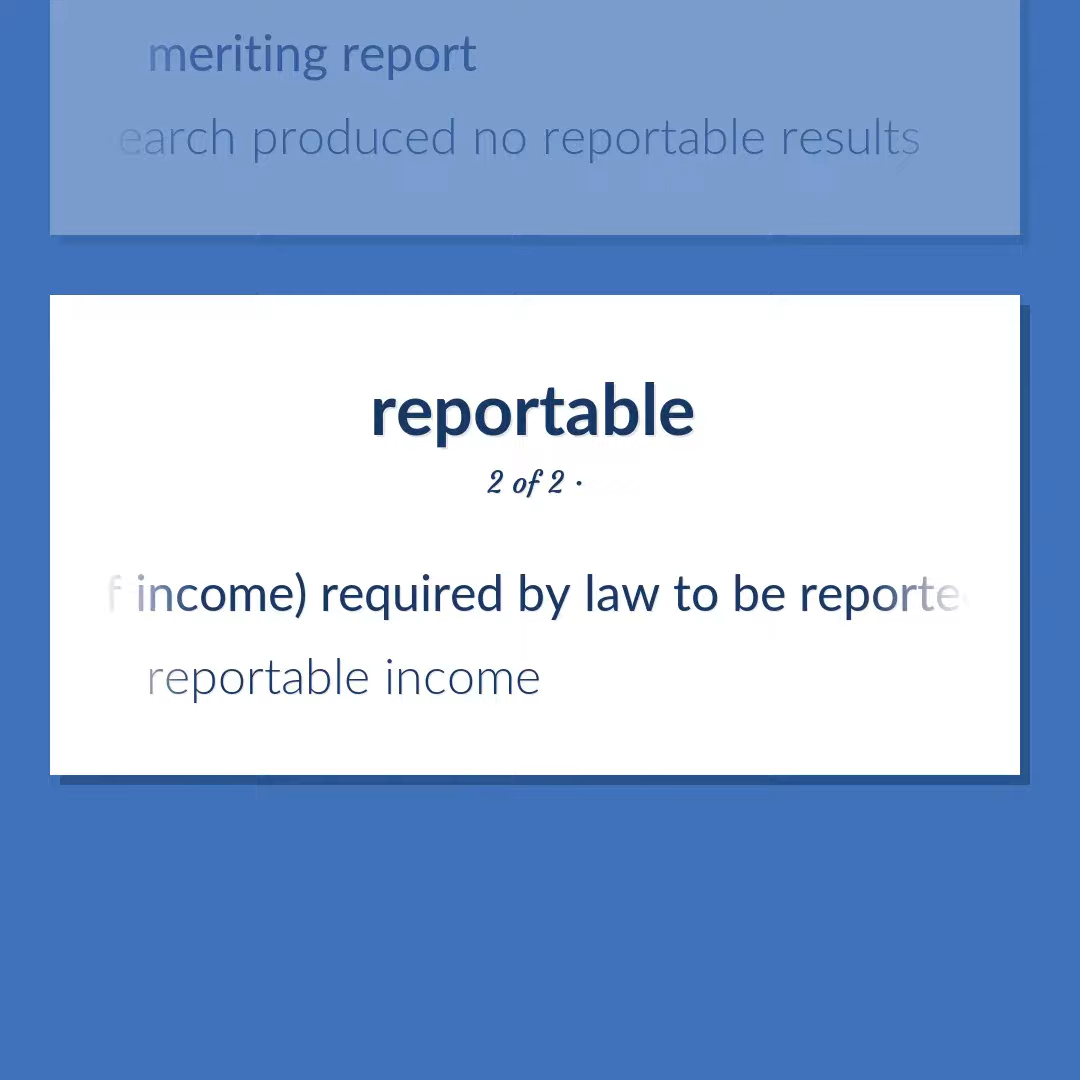 meriting report
earch produced no reportable results
reportable
2 of 2 ·
f income) required by law to be reporte
reportable income